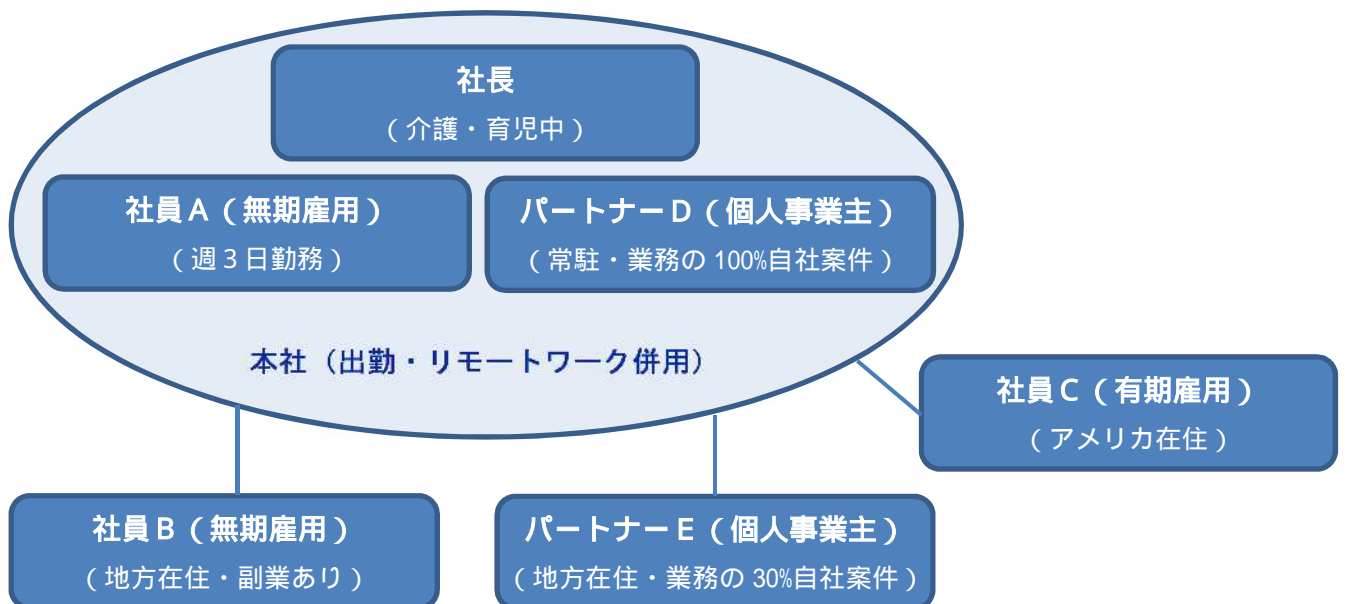 社長
(介護・育児中)
社員A(無期雇用)
(週3日勤務)
パートナーD(個人事業主)
(常駐・業務の 100%自社案件)
本社(出勤・リモートワーク併用)
社員C(有期雇用)
(アメリカ在住)
社員B(無期雇用)
(地方在住・副業あり)
パートナーE(個人事業主)
(地方在住・業務の 30%自社案件)